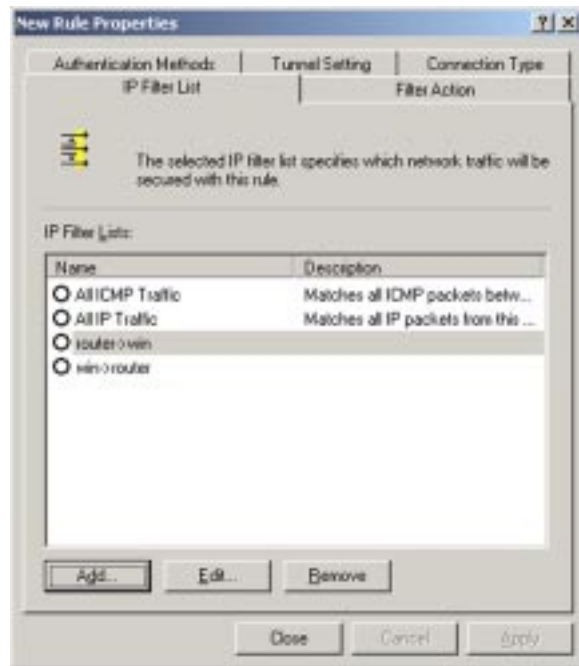 New Rule Properties
Authentication Methods Tunnel Setting Connection Type
IP Filter List Filter Action
The selected IP filter list specifies which network traffic will be
secured with this rule.
IP Filter Lists:
Name Description
All ICMP Traffic Matches all ICMP packets betw...
All IP Traffic Matches all IP packets from this ...
router->win
win->router
Add... Edit... Remove
Close Cancel Apply